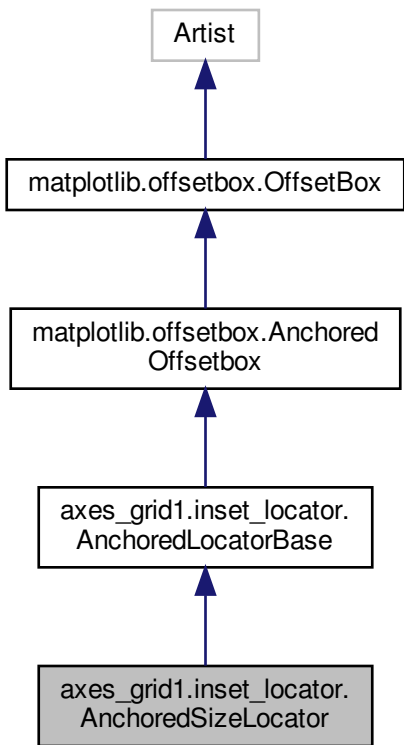 Artist
matplotlib.offsetbox.OffsetBox
matplotlib.offsetbox.Anchored
Offsetbox
axes_grid1.inset_locator.
AnchoredLocatorBase
axes_grid1.inset_locator.
AnchoredSizeLocator